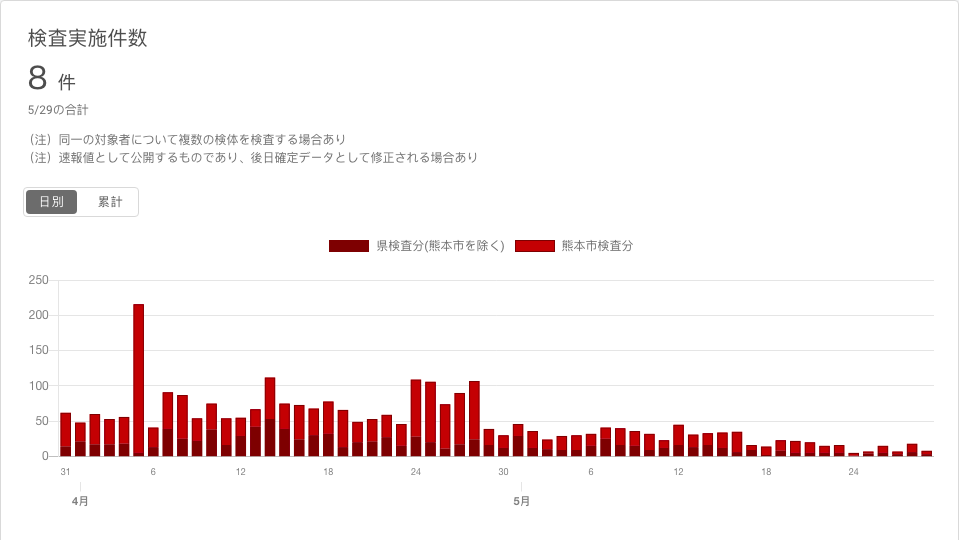 検査実施件数
8 件
5/29の合計
（注）同一の対象者について複数の検体を検査する場合あり
（注）速報値として公開するものであり、後日確定データとして修正される場合あり
日別 累計
県検査分(熊本市を除く) 熊本市検査分
250
200
150
100
50
0
31 6 12 18 24 30 6 12 18 24
4月 5月